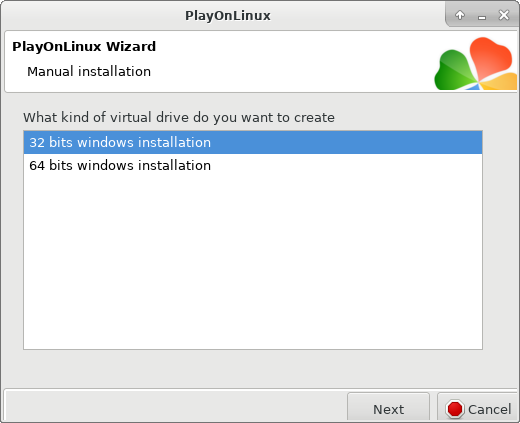 PlayOnLinux
PlayOnLinux Wizard
Manual installation
What kind of virtual drive do you want to create
32 bits windows installation
64 bits windows installation
Next
Cancel